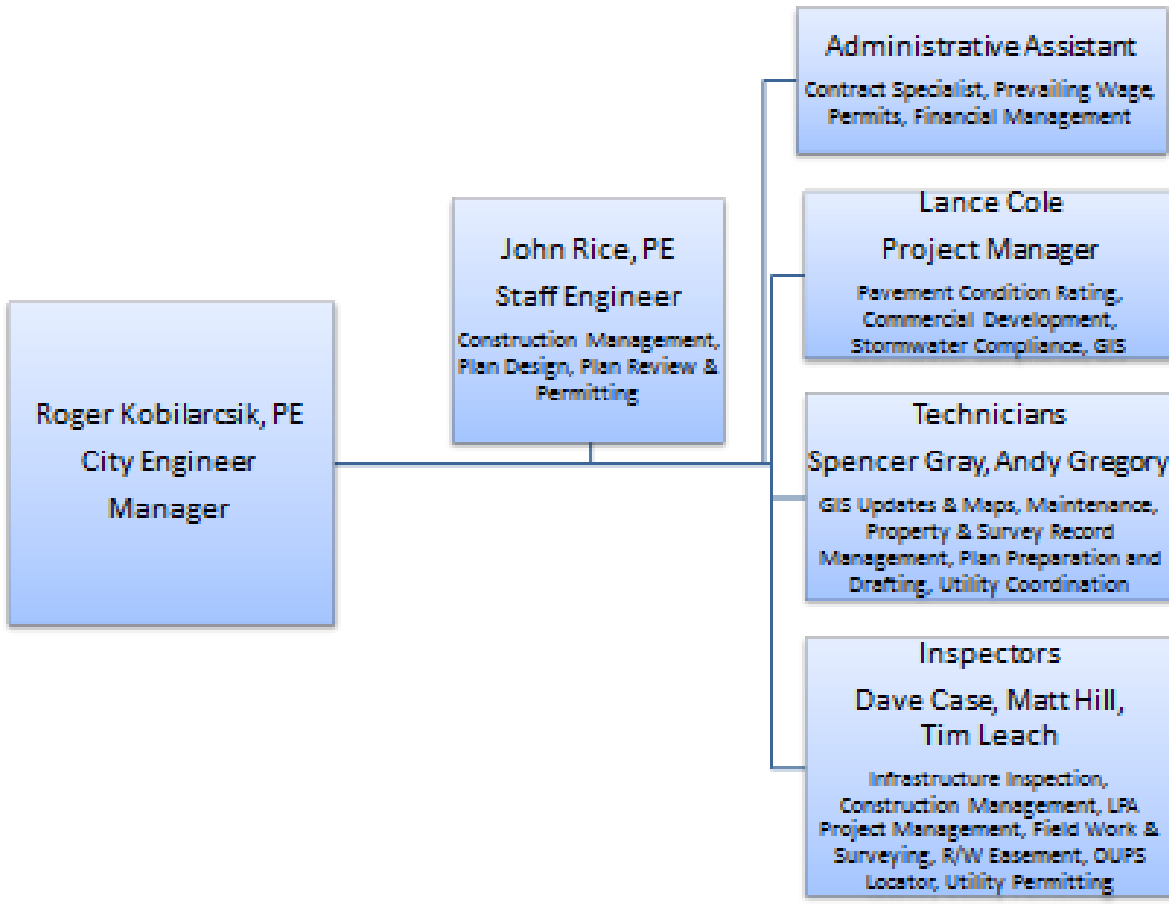 Roger Kobilarcsik, PE
City Engineer
Manager
John Rice, PE
Staff Engineer
Construction Management,
Plan Design, Plan Review &
Permitting
Administrative Assistant
Contract Specialist, Prevailing Wage,
Permits, Financial Management
Lance Cole
Project Manager
Pavement Condition Rating,
Commercial Development,
Stormwater Compliance, GIS
Technicians
Spencer Gray, Andy Gregory
GIS Updates & Maps, Maintenance,
Property & Survey Record
Management, Plan Preparation and
Drafting, Utility Coordination
Inspectors
Dave Case, Matt Hill,
Tim Leach
Infrastructure Inspection,
Construction Management, LPA
Project Management, Field Work &
Surveying, R/W Easement, OUPS
Locator, Utility Permitting